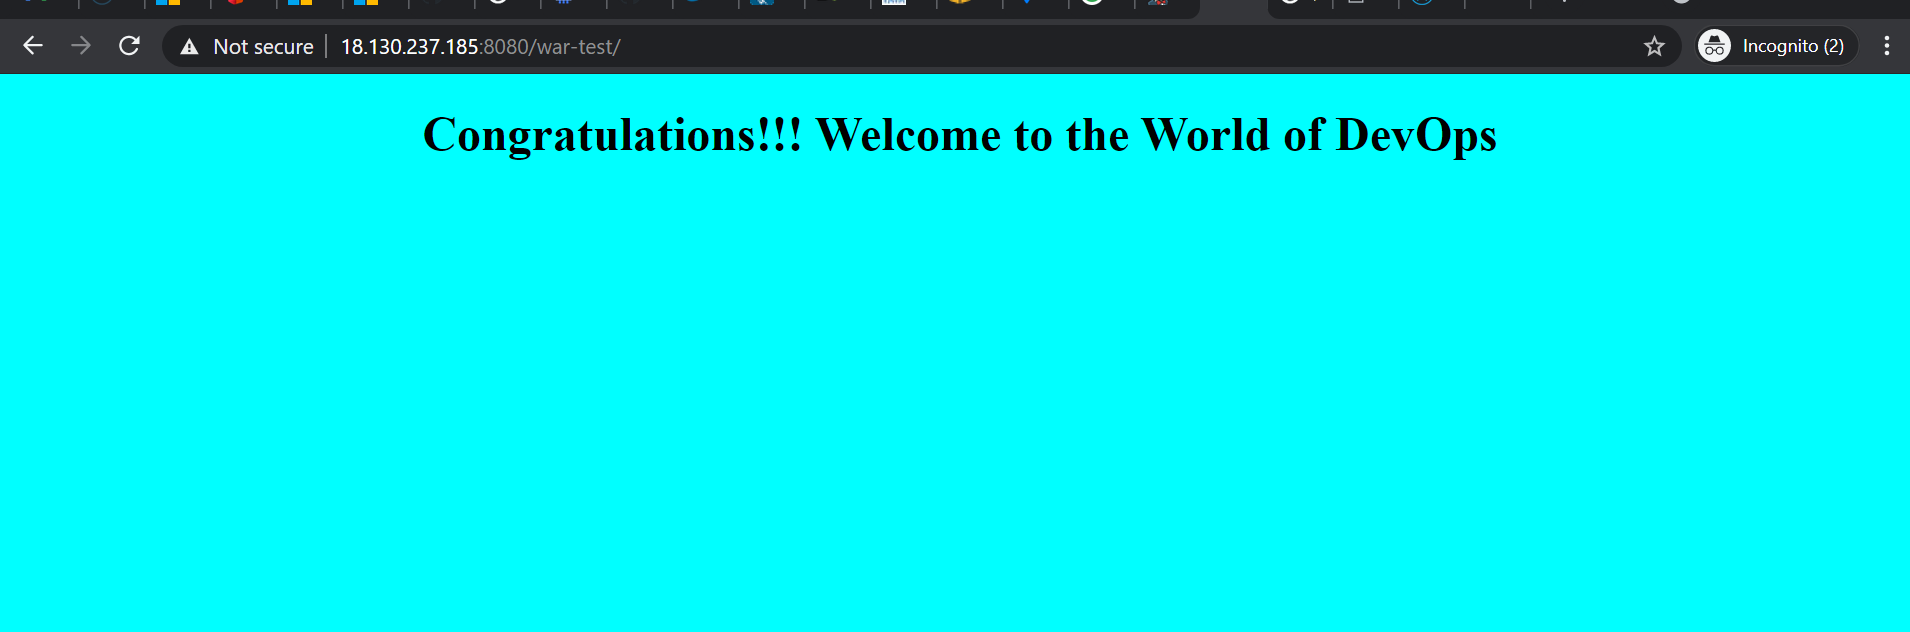 Not secure
18.130.237.185:8080/war-test/
Incognito (2)
Congratulations!!! Welcome to the World of DevOps